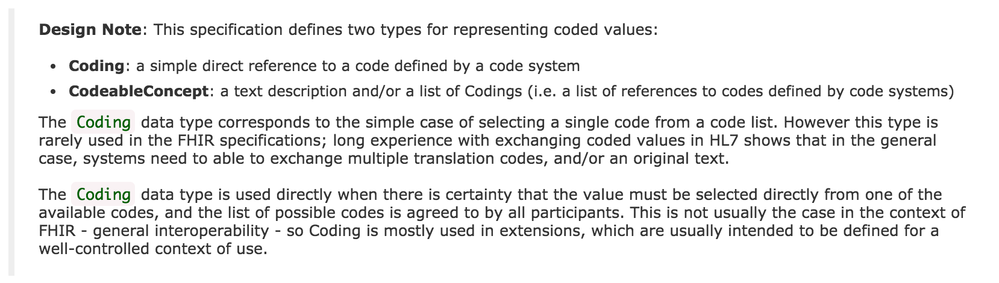 Design Note: This specification defines two types for representing coded values:
• Coding: a simple direct reference to a code defined by a code system
• CodeableConcept: a text description and/or a list of Codings (i.e. a list of references to codes defined by code systems)
The Coding data type corresponds to the simple case of selecting a single code from a code list. However this type is
rarely used in the FHIR specifications; long experience with exchanging coded values in HL7 shows that in the general
case, systems need to able to exchange multiple translation codes, and/or an original text.
The Coding data type is used directly when there is certainty that the value must be selected directly from one of the
available codes, and the list of possible codes is agreed to by all participants. This is not usually the case in the context of
FHIR - general interoperability - so Coding is mostly used in extensions, which are usually intended to be defined for a
well-controlled context of use.